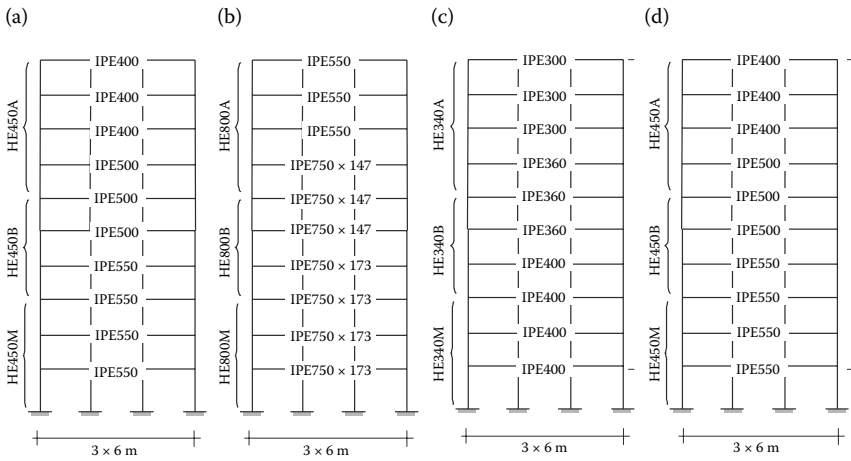 (a)
IPE400
IPE400
IPE400
IPE500
IPE500
IPE500
IPE550
IPE550
IPE550
IPE550
HE450A
HE450B
HE450M
3 × 6 m
(b)
IPE550
IPE550
IPE550
IPE750 × 147
IPE750 × 147
IPE750 × 147
IPE750 × 173
IPE750 × 173
IPE750 × 173
IPE750 × 173
HE800A
HE800B
HE800M
3 × 6 m
(c)
IPE300
IPE300
IPE300
IPE360
IPE360
IPE360
IPE400
IPE400
IPE400
IPE400
HE340A
HE340B
HE340M
3 × 6 m
(d)
IPE400
IPE400
IPE400
IPE500
IPE500
IPE500
IPE550
IPE550
IPE550
IPE550
HE450A
HE450B
HE450M
3 × 6 m